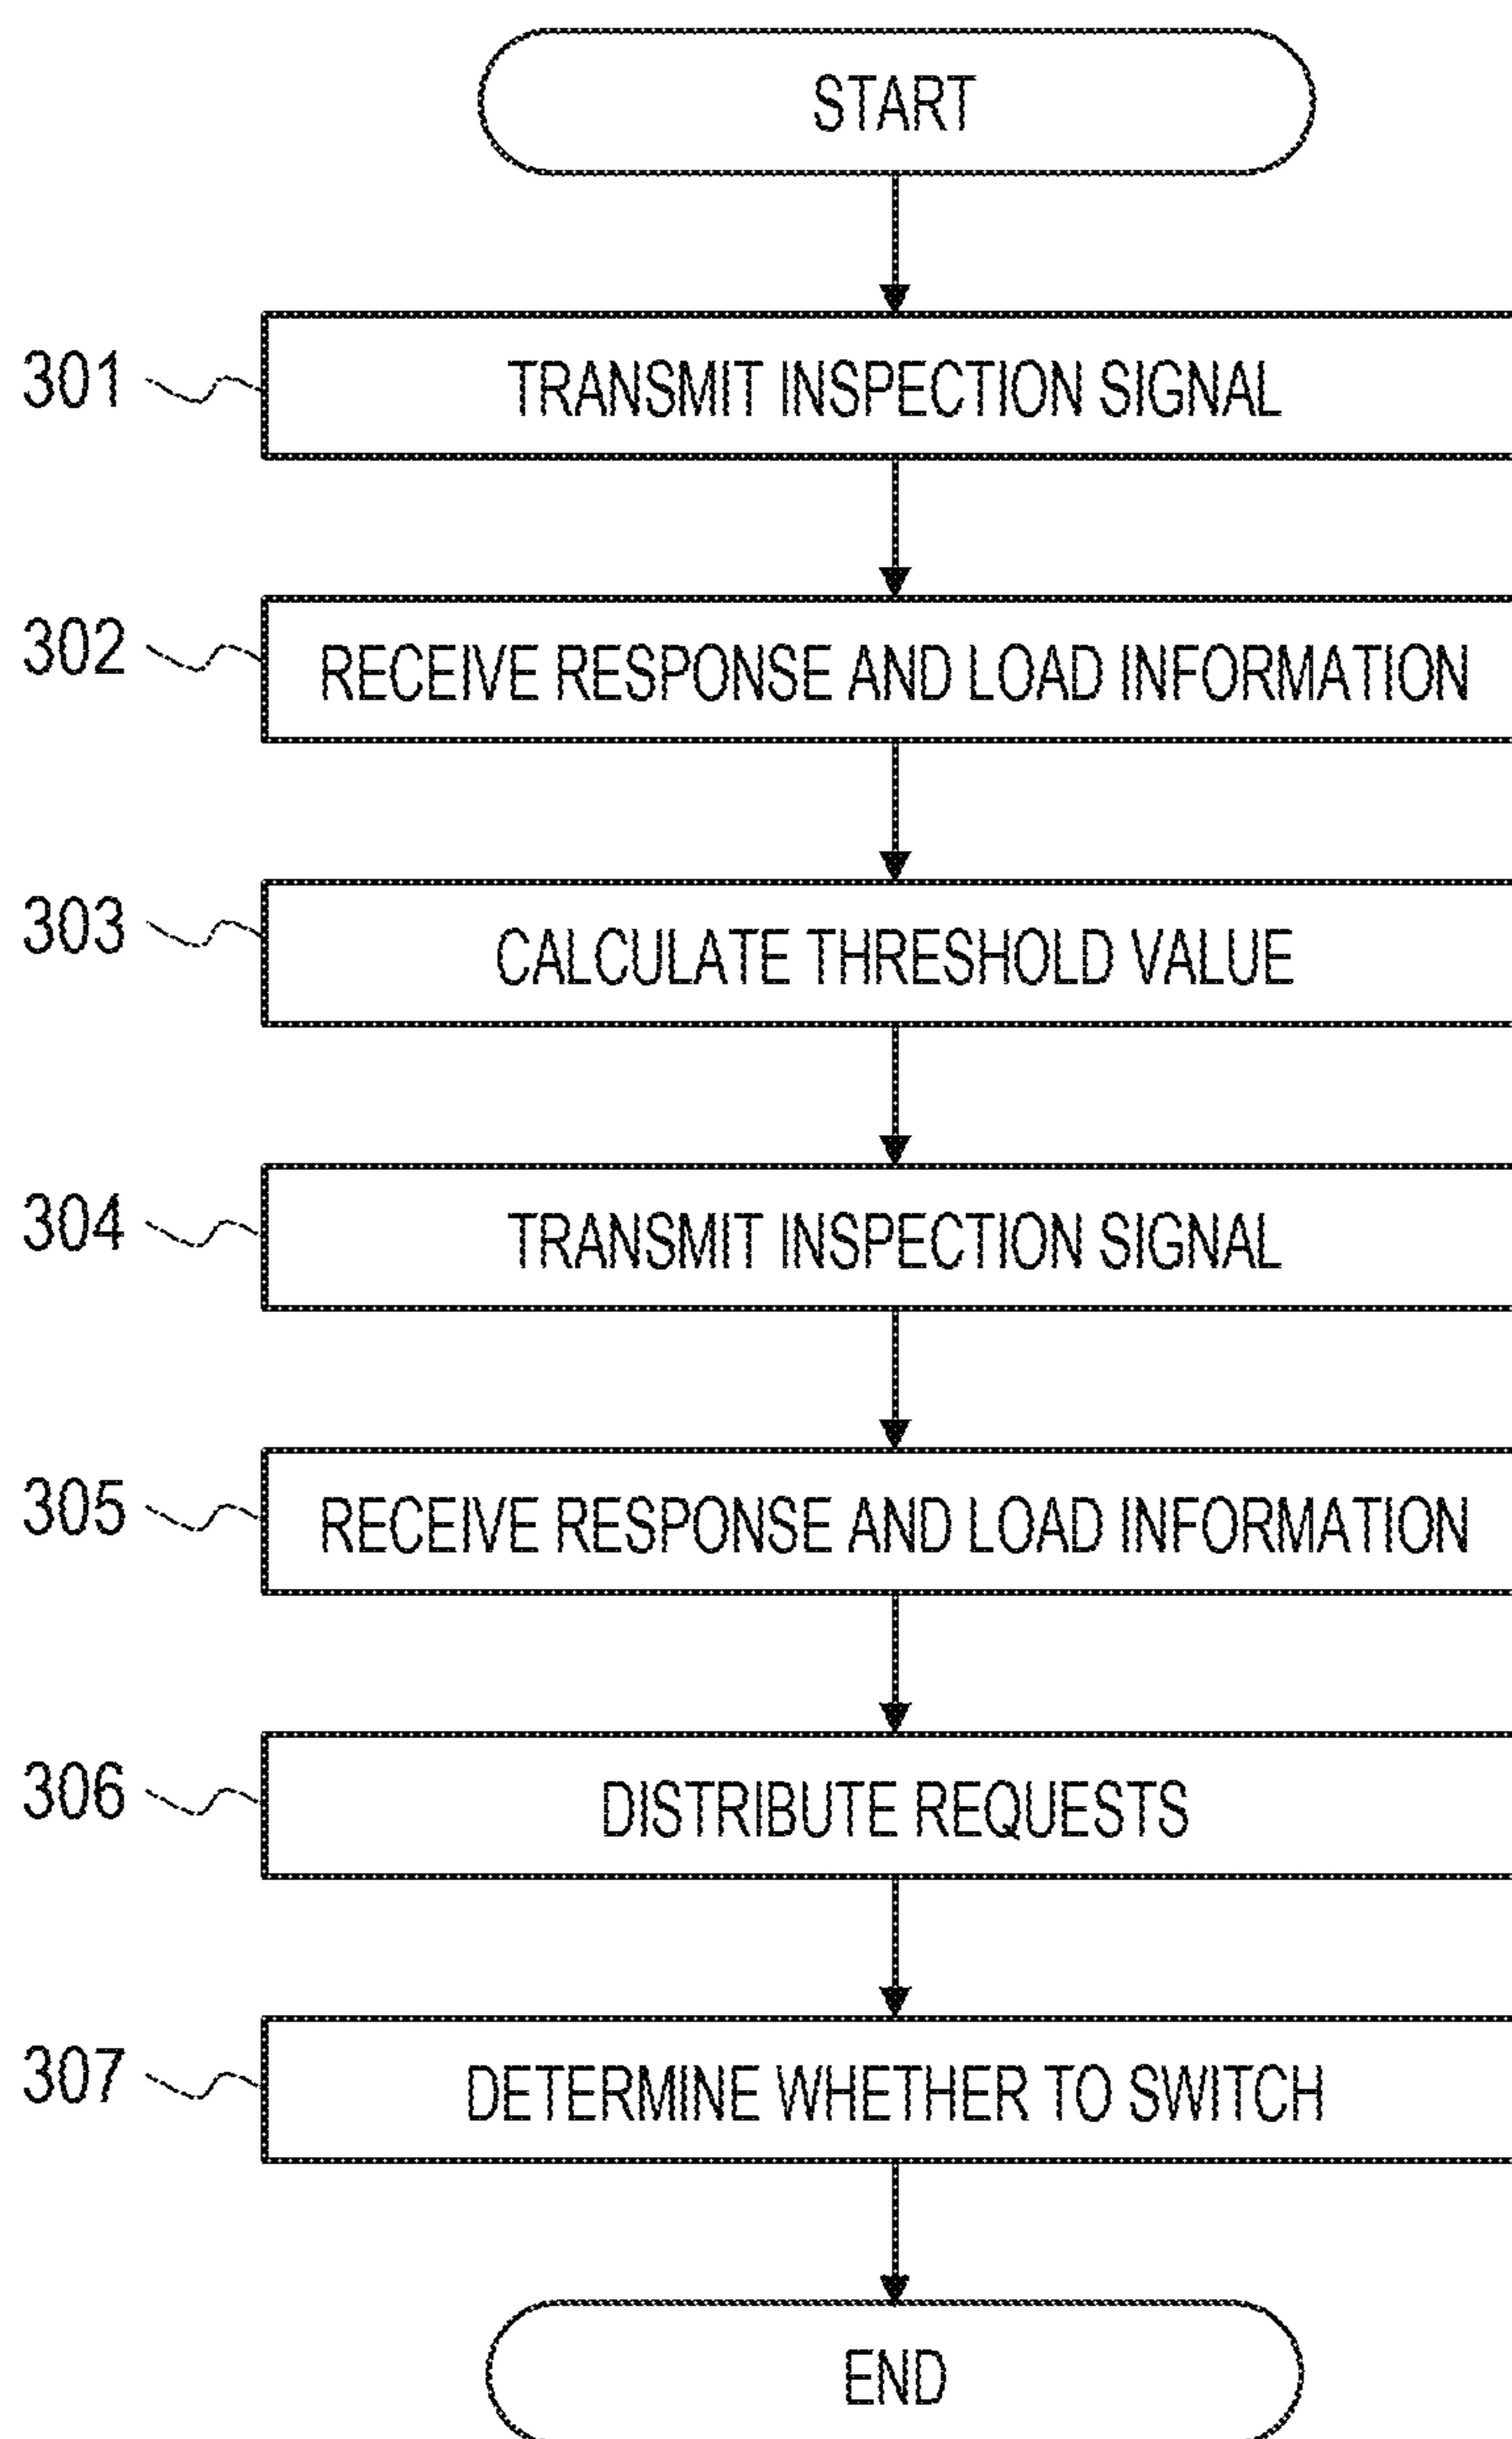 START
301 TRANSMIT INSPECTION SIGNAL
302 RECEIVE RESPONSE AND LOAD INFORMATION
303 CALCULATE THRESHOLD VALUE
304 TRANSMIT INSPECTION SIGNAL
305 RECEIVE RESPONSE AND LOAD INFORMATION
306 DISTRIBUTE REQUESTS
307 DETERMINE WHETHER TO SWITCH
END